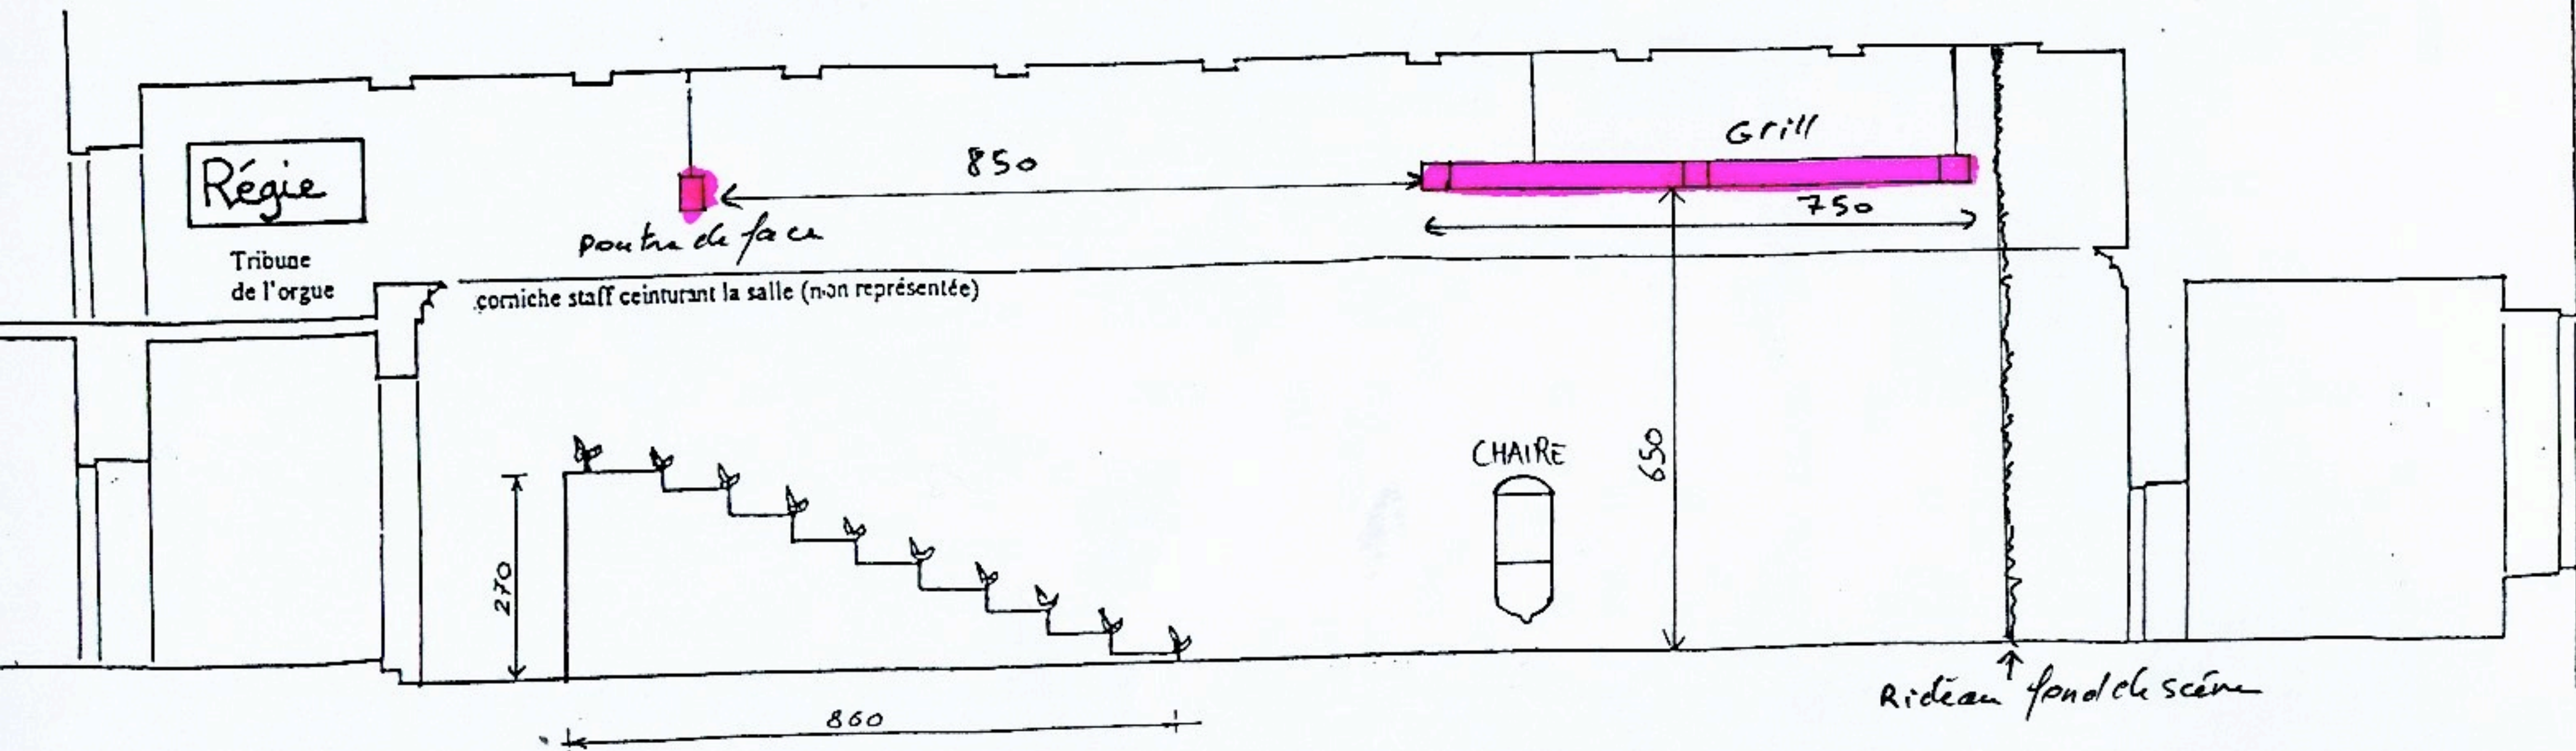 Grill
850
Régie
750
poutre de face
Tribune
de l'orgue
corniche staff ceinturant la salle (non représentée)
CHAIRE
650
270
Rideau fond de scène
860